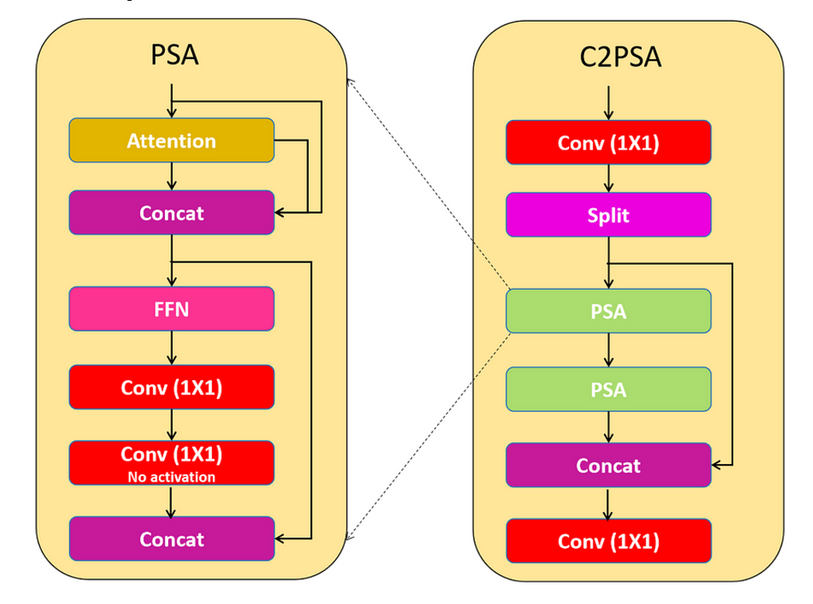 PSA
Attention
Concat
FFN
Conv (1X1)
Conv (1X1)
No activation
Concat
C2PSA
Conv (1X1)
Split
PSA
PSA
Concat
Conv (1X1)